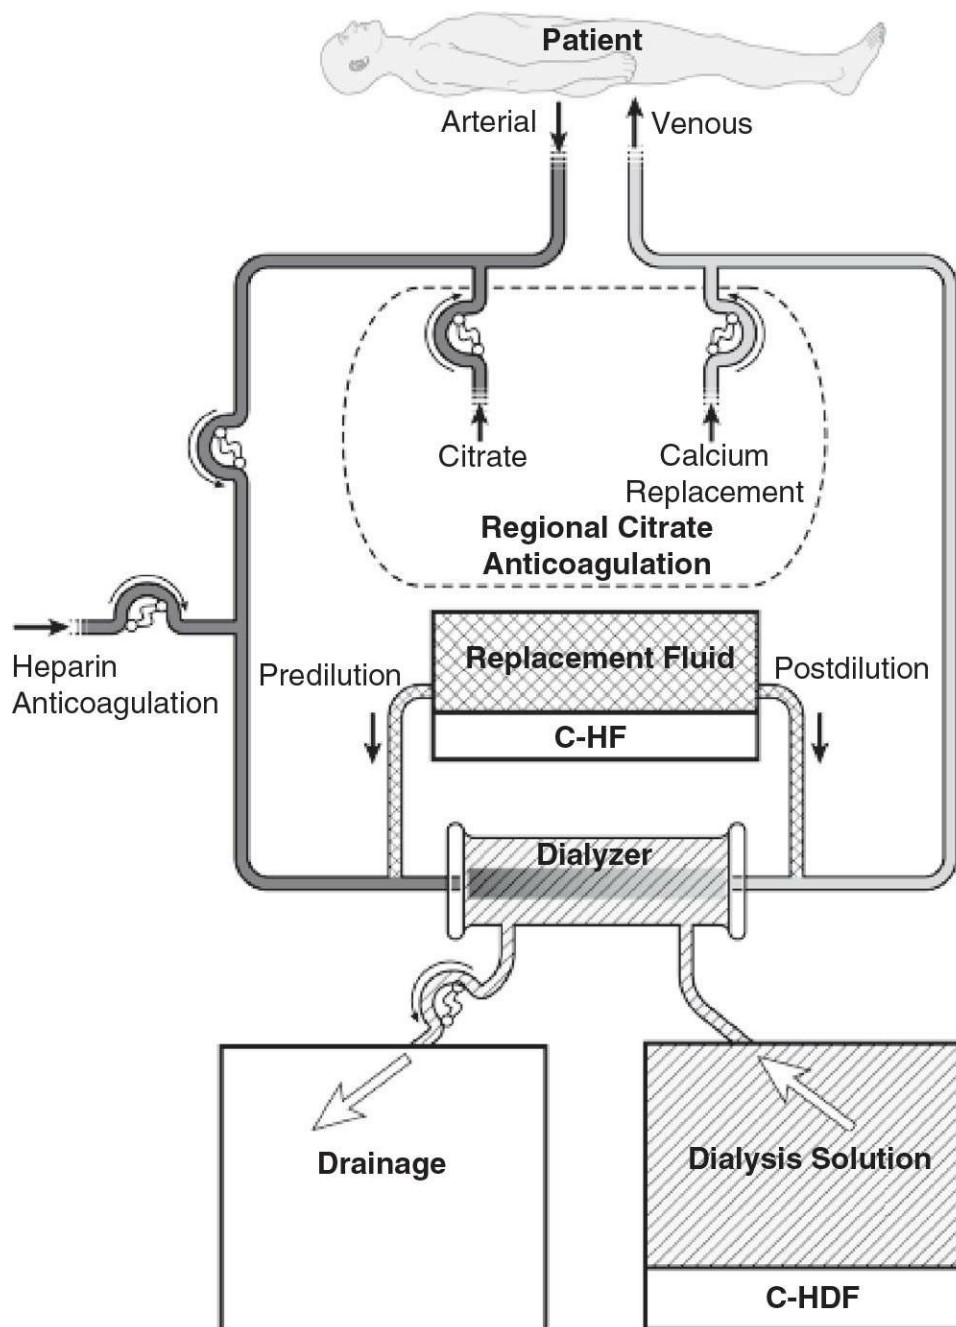 Patient
Arterial
Venous
Citrate
Calcium
Replacement
Regional Citrate
Anticoagulation
Heparin
Anticoagulation
Predilution
Replacement Fluid
Postdilution
C-HF
Dialyzer
Drainage
Dialysis Solution
C-HDF